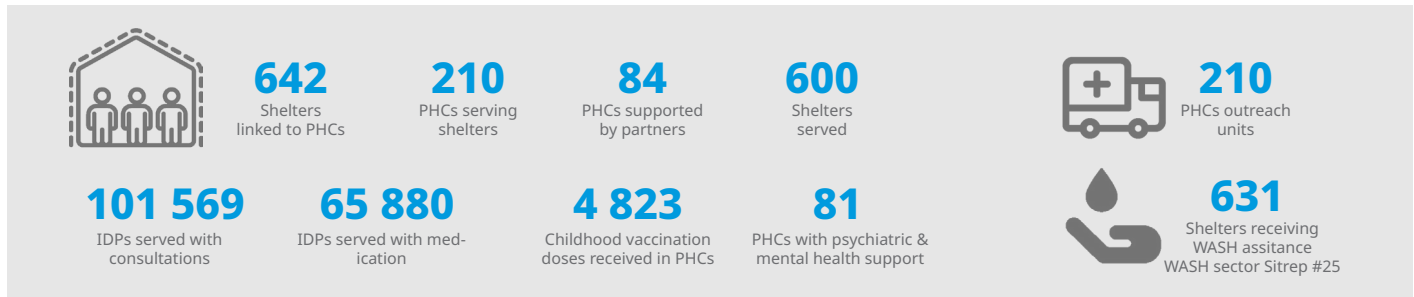 642
Shelters
linked to PHCs
210
PHCs serving
shelters
84
PHCs supported
by partners
600
Shelters
served
210
PHCs outreach
units
101 569
IDPs served with
consultations
65 880
IDPs served with med-
ication
4 823
Childhood vaccination
doses received in PHCs
81
PHCs with psychiatric &
mental health support
631
Shelters receiving
WASH assitance
WASH sector Sitrep #25